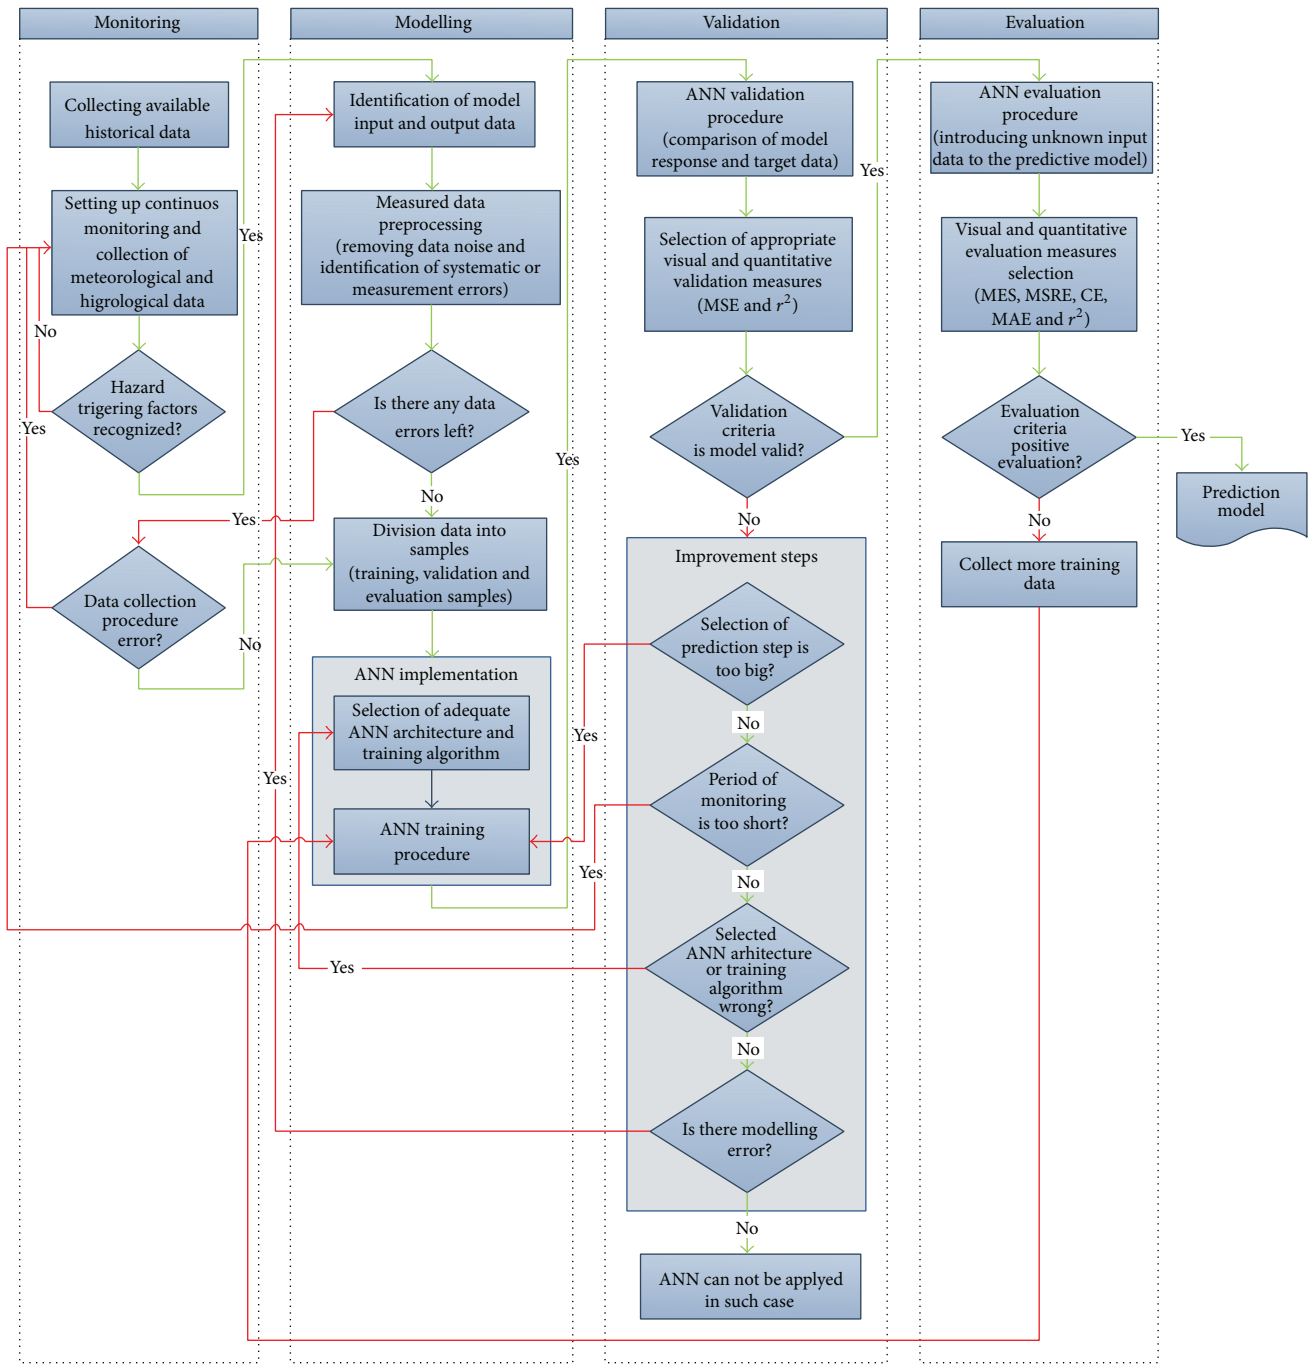 Monitoring
Collecting available
historical data
Setting up continuos
monitoring and
collection of
meteorological and
higrological data
No
Yes
Hazard
trigering factors
recognized?
Yes
Yes
Data collection
procedure
error?
No
Modelling
Identification of model
input and output data
Measured data
preprocessing
(removing data noise and
identification of systematic or
measurement errors)
Is there any data
errors left?
No
Yes
Division data into
samples
(training, validation and
evaluation samples)
ANN implementation
Selection of adequate
ANN architecture and
training algorithm
ANN training
procedure
Yes
Yes
Yes
Yes
Validation
ANN validation
procedure
(comparison of model
response and target data)
Yes
Selection of appropriate
visual and quantitative
validation measures
(MSE and r²)
Validation
criteria
is model valid?
No
Improvement steps
Selection of
prediction step is
too big?
No
Period of
monitoring
is too short?
No
Selected
ANN arhitecture
or training
algorithm
wrong?
No
Is there modelling
error?
No
ANN can not be applyed
in such case
Evaluation
ANN evaluation
procedure
(introducing unknown input
data to the predictive model)
Visual and quantitative
evaluation measures
selection
(MES, MSRE, CE,
MAE and r²)
Evaluation
criteria
positive
evaluation?
Yes
Prediction
model
No
Collect more training
data